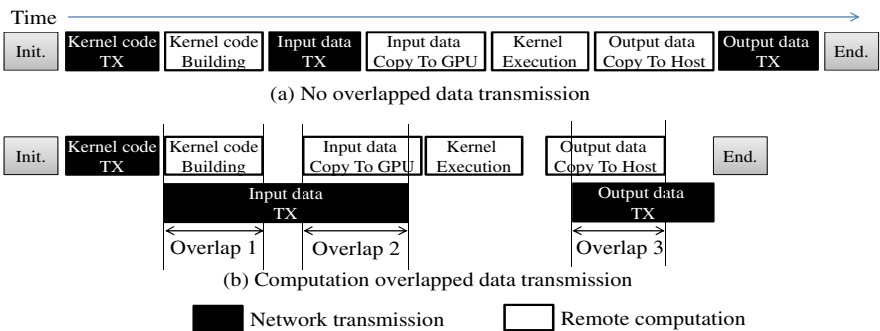 Time
Init.
Kernel code
TX
Kernel code
Building
Input data
TX
Input data
Copy To GPU
Kernel
Execution
Output data
Copy To Host
Output data
TX
End.
(a) No overlapped data transmission
Init.
Kernel code
TX
Kernel code
Building
Input data
Copy To GPU
Kernel
Execution
Output data
Copy To Host
End.
Input data
TX
Output data
TX
Overlap 1
Overlap 2
Overlap 3
(b) Computation overlapped data transmission
Network transmission
Remote computation